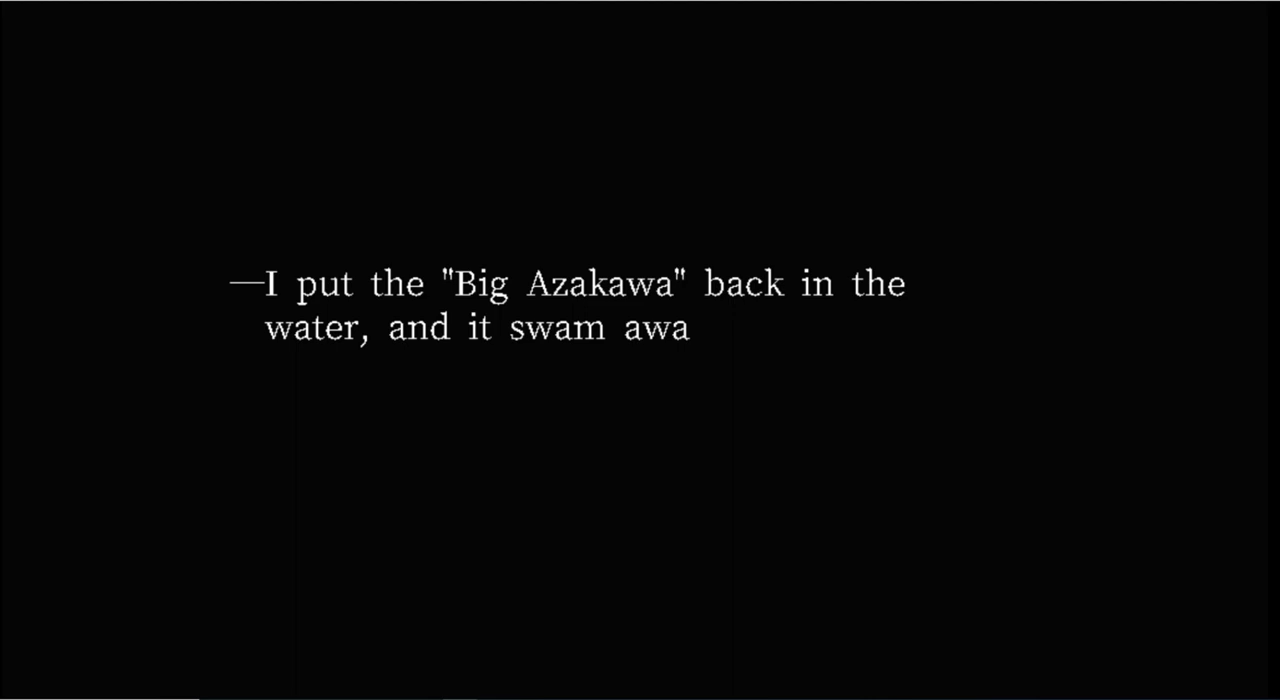 —I put the "Big Azakawa" back in the
water, and it swam awa